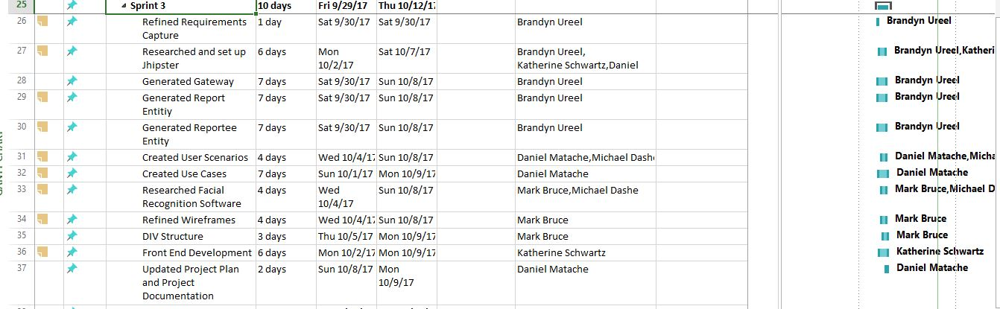 25 Sprint 3 10 days Fri 9/29/17 Thu 10/12/17
26 Refined Requirements 1 day Sat 9/30/17 Sat 9/30/17 Brandyn Ureel Brandyn Ureel
Capture
27 Researched and set up 6 days Mon Sat 10/7/17 Brandyn Ureel, Brandyn Ureel,Katheri
Jhipster 10/2/17 Katherine Schwartz,Daniel
28 Generated Gateway 7 days Sat 9/30/17 Sun 10/8/17 Brandyn Ureel Brandyn Ureel
29 Generated Report 7 days Sat 9/30/17 Sun 10/8/17 Brandyn Ureel Brandyn Ureel
Entitiy
30 Generated Reportee 7 days Sat 9/30/17 Sun 10/8/17 Brandyn Ureel Brandyn Ureel
Entity
31 Created User Scenarios 4 days Wed 10/4/17 Sun 10/8/17 Daniel Matache,Michael Dashe Daniel Matache,Micha
32 Created Use Cases 7 days Sun 10/1/17 Mon 10/9/17 Daniel Matache Daniel Matache
33 Researched Facial 4 days Wed Sun 10/8/17 Mark Bruce,Michael Dashe Mark Bruce,Michael D
Recognition Software 10/4/17
34 Refined Wireframes 4 days Wed 10/4/17 Sun 10/8/17 Mark Bruce Mark Bruce
35 DIV Structure 3 days Thu 10/5/17 Mon 10/9/17 Mark Bruce Mark Bruce
36 Front End Development 6 days Mon 10/2/17 Mon 10/9/17 Katherine Schwartz Katherine Schwartz
37 Updated Project Plan 2 days Sun 10/8/17 Mon Daniel Matache Daniel Matache
and Project 10/9/17
Documentation